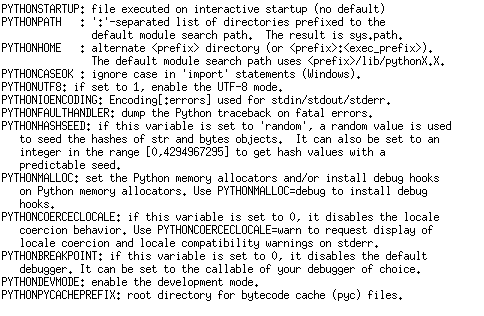 PYTHONSTARTUP: file executed on interactive startup (no default)
PYTHONPATH   : ':'-separated list of directories prefixed to the
               default module search path.  The result is sys.path.
PYTHONHOME   : alternate <prefix> directory (or <prefix>:<exec_prefix>).
               The default module search path uses <prefix>/lib/pythonX.X.
PYTHONCASEOK : ignore case in 'import' statements (Windows).
PYTHONUTF8: if set to 1, enable the UTF-8 mode.
PYTHONIOENCODING: Encoding[:errors] used for stdin/stdout/stderr.
PYTHONFAULTHANDLER: dump the Python traceback on fatal errors.
PYTHONHASHSEED: if this variable is set to 'random', a random value is used
   to seed the hashes of str and bytes objects.  It can also be set to an
   integer in the range [0,4294967295] to get hash values with a
   predictable seed.
PYTHONMALLOC: set the Python memory allocators and/or install debug hooks
   on Python memory allocators. Use PYTHONMALLOC=debug to install debug
   hooks.
PYTHONCOERCECLOCALE: if this variable is set to 0, it disables the locale
   coercion behavior. Use PYTHONCOERCECLOCALE=warn to request display of
   locale coercion and locale compatibility warnings on stderr.
PYTHONBREAKPOINT: if this variable is set to 0, it disables the default
   debugger. It can be set to the callable of your debugger of choice.
PYTHONDEVMODE: enable the development mode.
PYTHONPYCACHEPREFIX: root directory for bytecode cache (pyc) files.